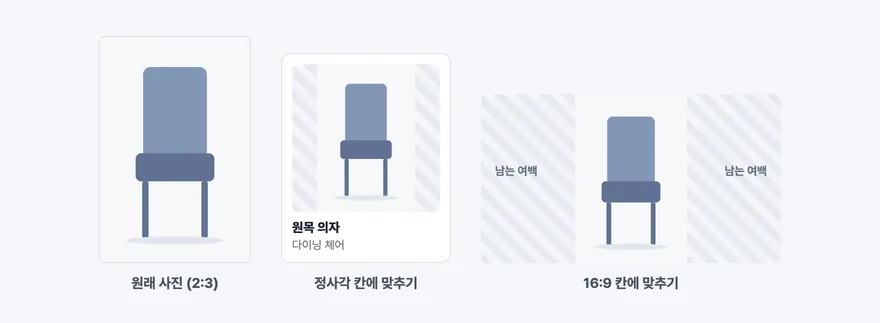 남는 여백
남는 여백
원목 의자
다이닝 체어
원래 사진 (2:3)
정사각 칸에 맞추기
16:9 칸에 맞추기